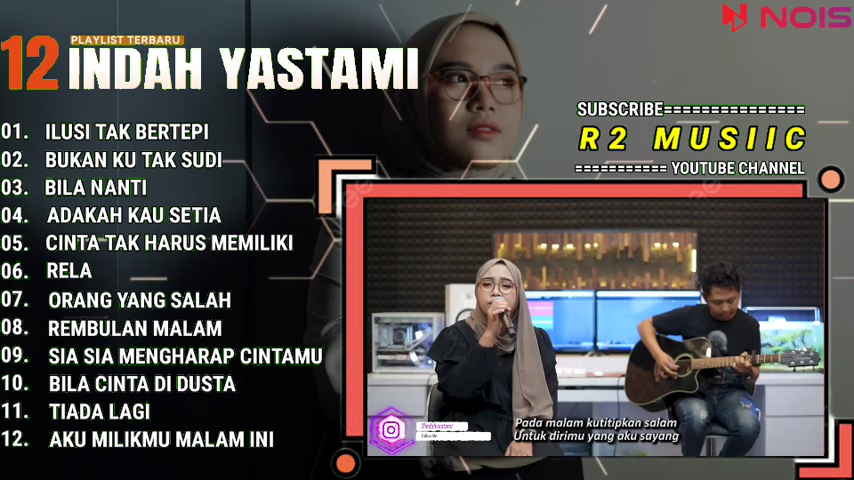 NOIS
PLAYLIST TERBARU
12 INDAH YASTAMI
SUBSCRIBE===============
R2 MUSIIC
=========== YOUTUBE CHANNEL
01. ILUSI TAK BERTEPI
02. BUKAN KU TAK SUDI
03. BILA NANTI
04. ADAKAH KAU SETIA
05. CINTA TAK HARUS MEMILIKI
06. RELA
07. ORANG YANG SALAH
08. REMBULAN MALAM
09. SIA SIA MENGHARAP CINTAMU
10. BILA CINTA DI DUSTA
11. TIADA LAGI
12. AKU MILIKMU MALAM INI
Pada malam kutitipkan salam
Untuk dirimu yang aku sayang